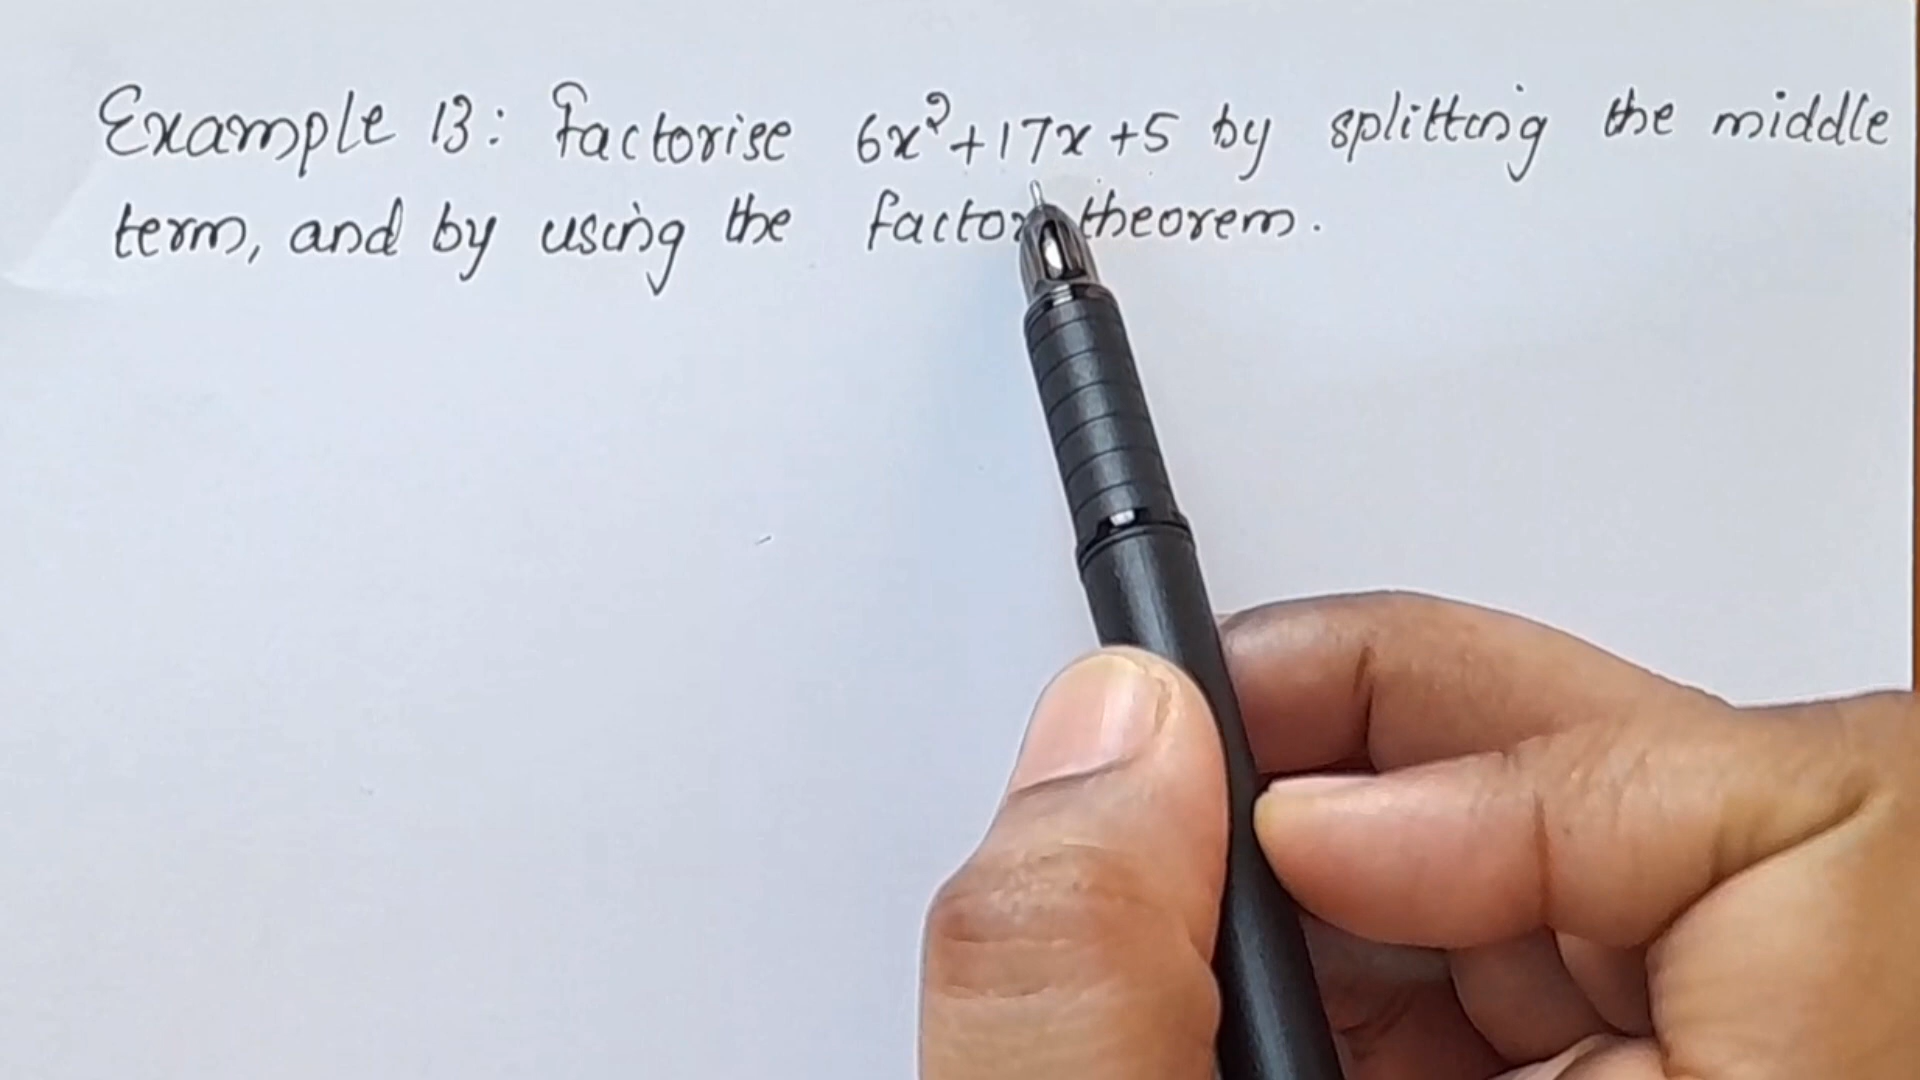 Example 13: Factorise 6x²+17x+5 by splitting the middle
term, and by using the factor theorem.